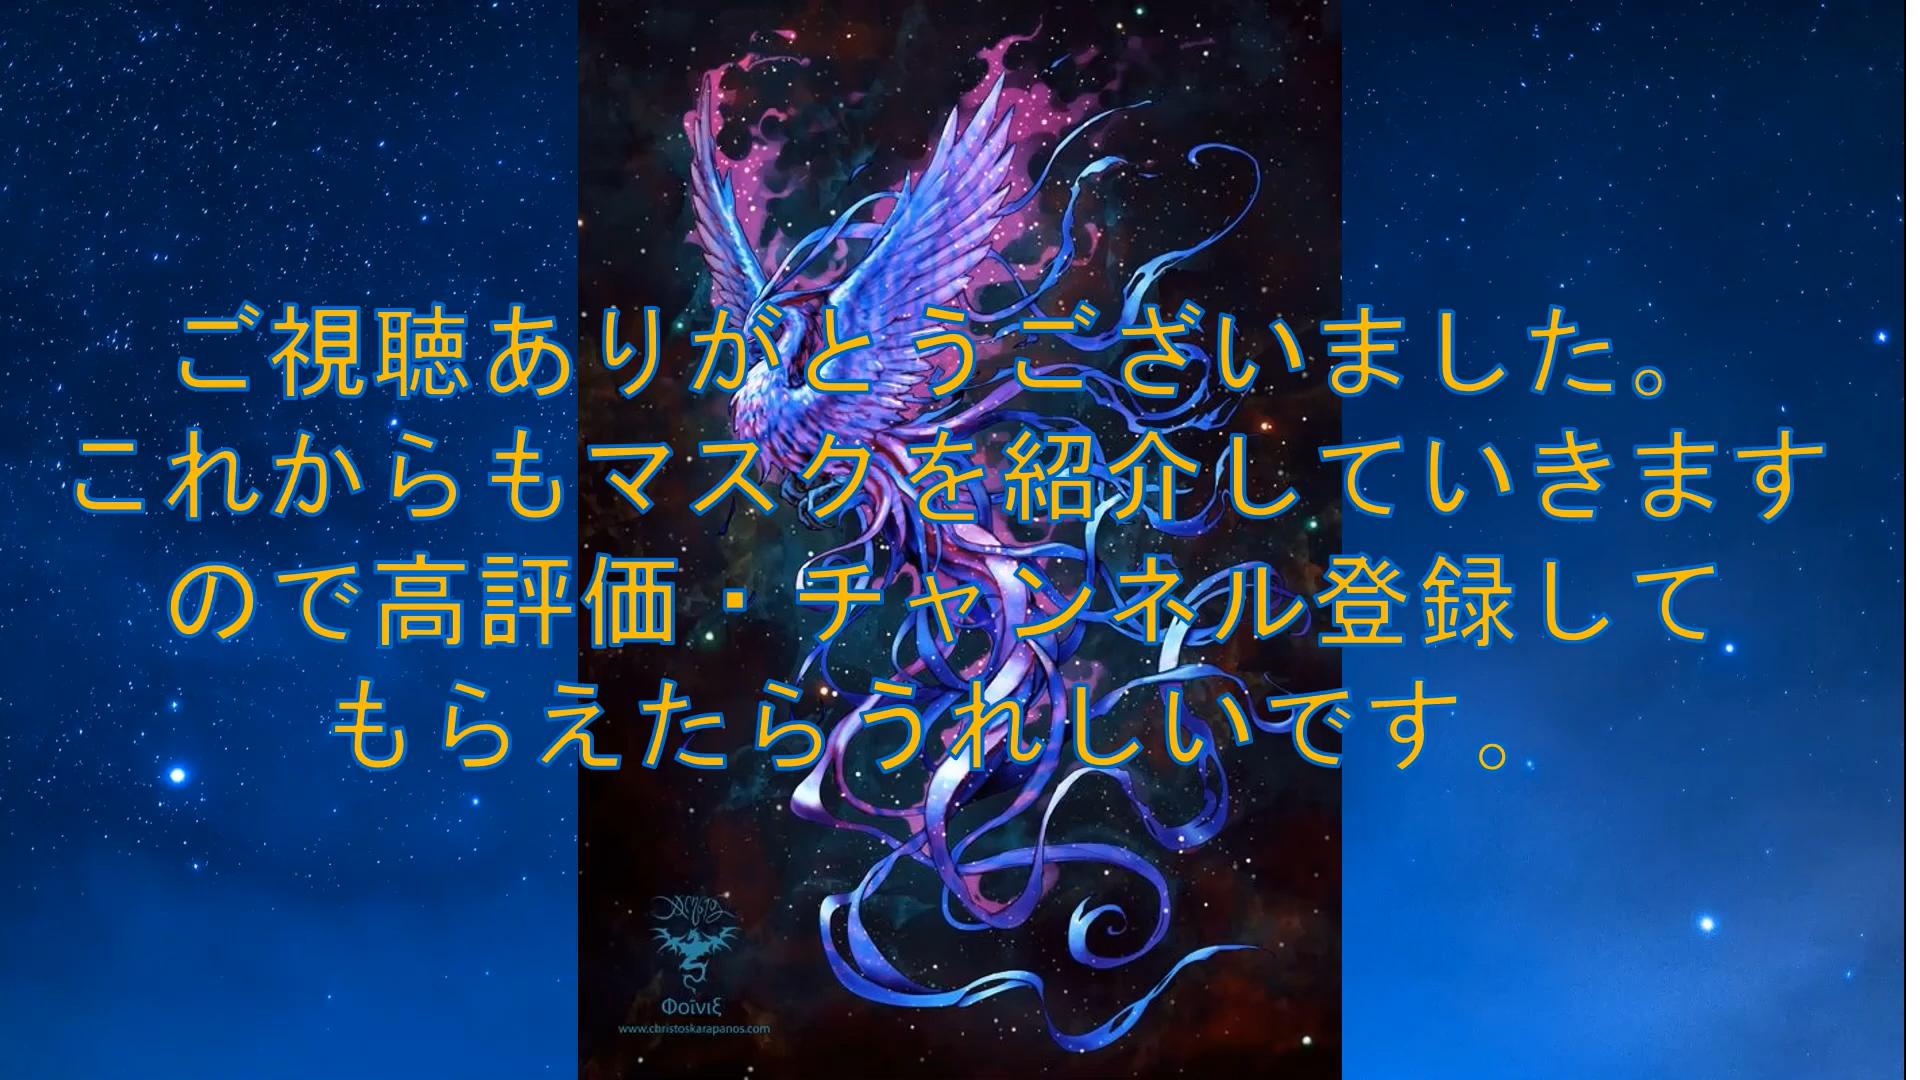 ご視聴ありがとうございました。
これからもマスクを紹介していきます
ので高評価・チャンネル登録して
もらえたらうれしいです。
Φοῖνιξ
www.christoskarapanos.com